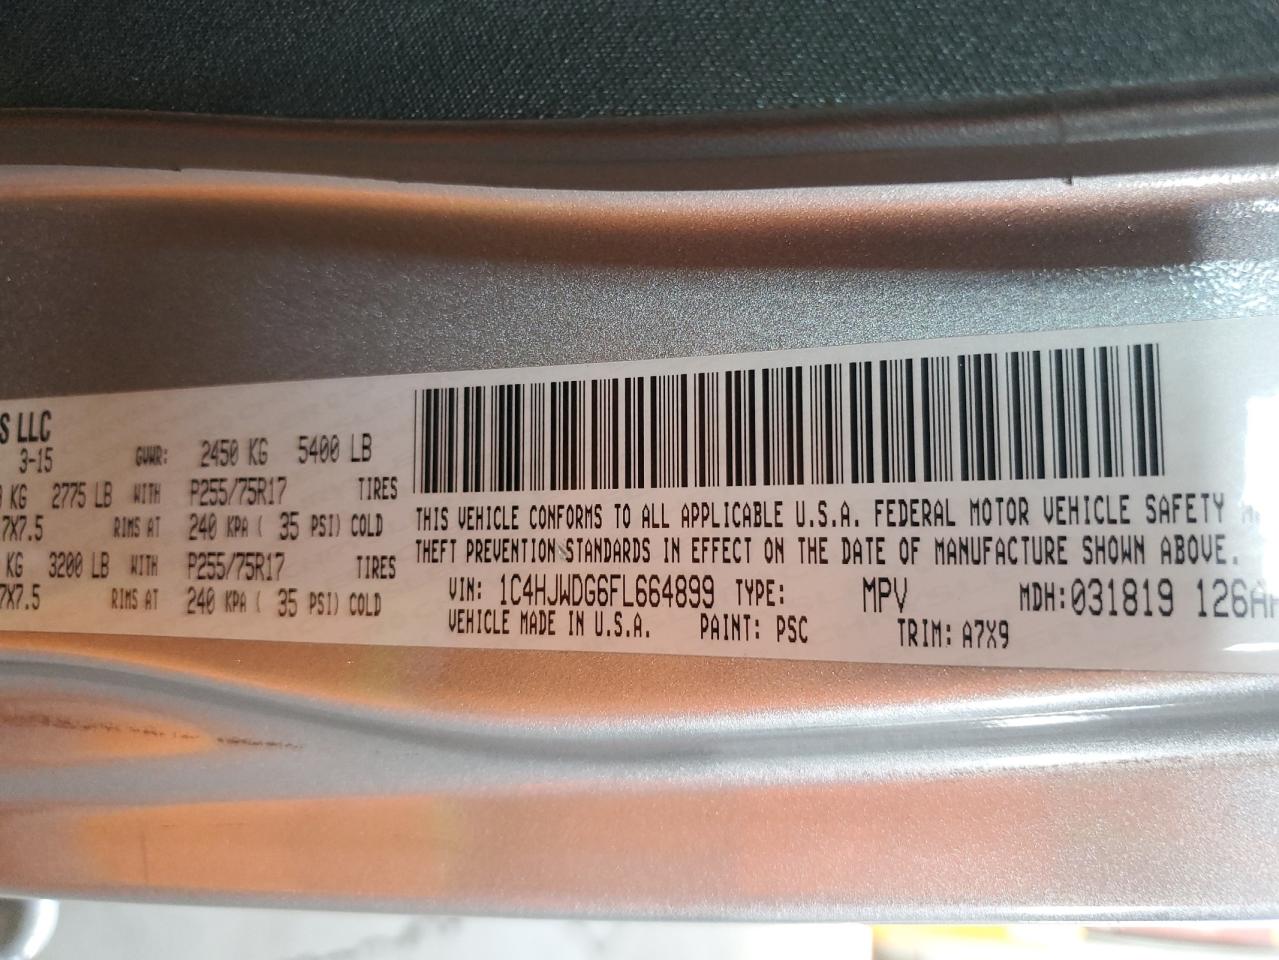 S LLC
3-15 GVWR: 2450 KG 5400 LB
KG 2775 LB WITH P255/75R17 TIRES
7X7.5 RIMS AT 240 KPA ( 35 PSI) COLD
KG 3200 LB WITH P255/75R17 TIRES
7X7.5 RIMS AT 240 KPA ( 35 PSI) COLD
THIS VEHICLE CONFORMS TO ALL APPLICABLE U.S.A. FEDERAL MOTOR VEHICLE SAFETY
THEFT PREVENTION STANDARDS IN EFFECT ON THE DATE OF MANUFACTURE SHOWN ABOVE.
VIN: 1C4HJWDG6FL664899 TYPE: MPV MDH:031819 126A
VEHICLE MADE IN U.S.A. PAINT: PSC TRIM: A7X9